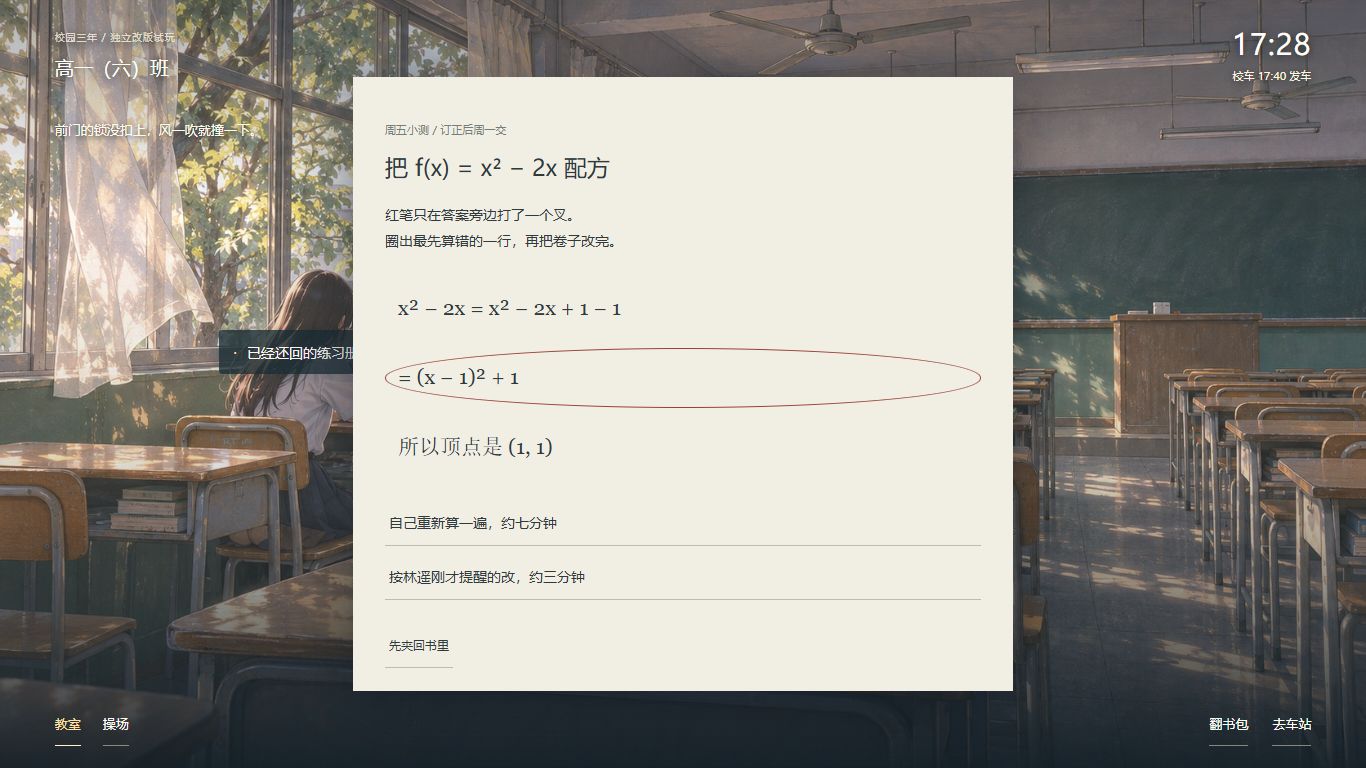 校园三年 / 独立改版试玩
高一（六）班
前门的锁没扣上，风一吹就撞一下。
17:28
校车 17:40 发车
周五小测 / 订正后周一交
把 f(x) = x² − 2x 配方
红笔只在答案旁边打了一个叉。
圈出最先算错的一行，再把卷子改完。
x² − 2x = x² − 2x + 1 − 1
· 已经还回的练习册
= (x − 1)² + 1
所以顶点是 (1, 1)
自己重新算一遍，约七分钟
按林遥刚才提醒的改，约三分钟
先夹回书里
教室 操场
翻书包 去车站